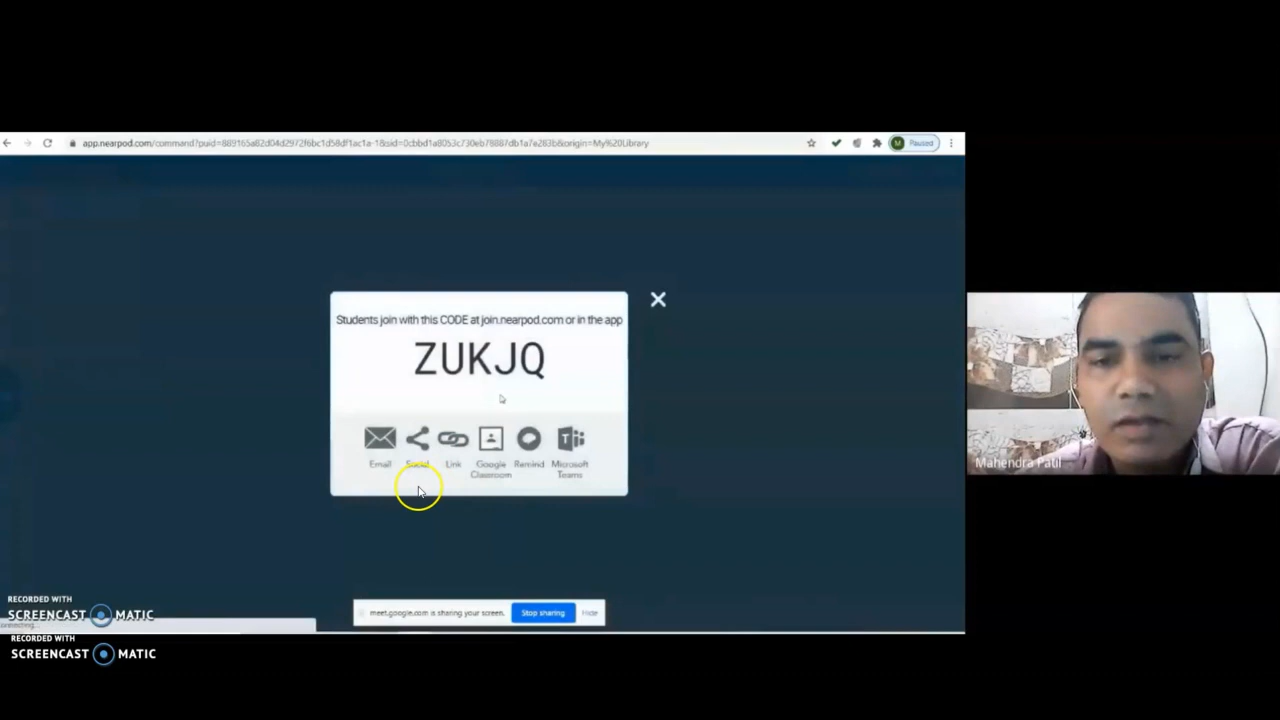 M
Paused
Students join with this CODE at join.nearpod.com or in the app
ZUKJQ
Email
Social
Link
Google Classroom
Remind
Microsoft Teams
Mahendra Paul
meet.google.com is sharing your screen.
Stop sharing
Hide
RECORDED WITH
SCREENCAST MATIC
RECORDED WITH
SCREENCAST MATIC